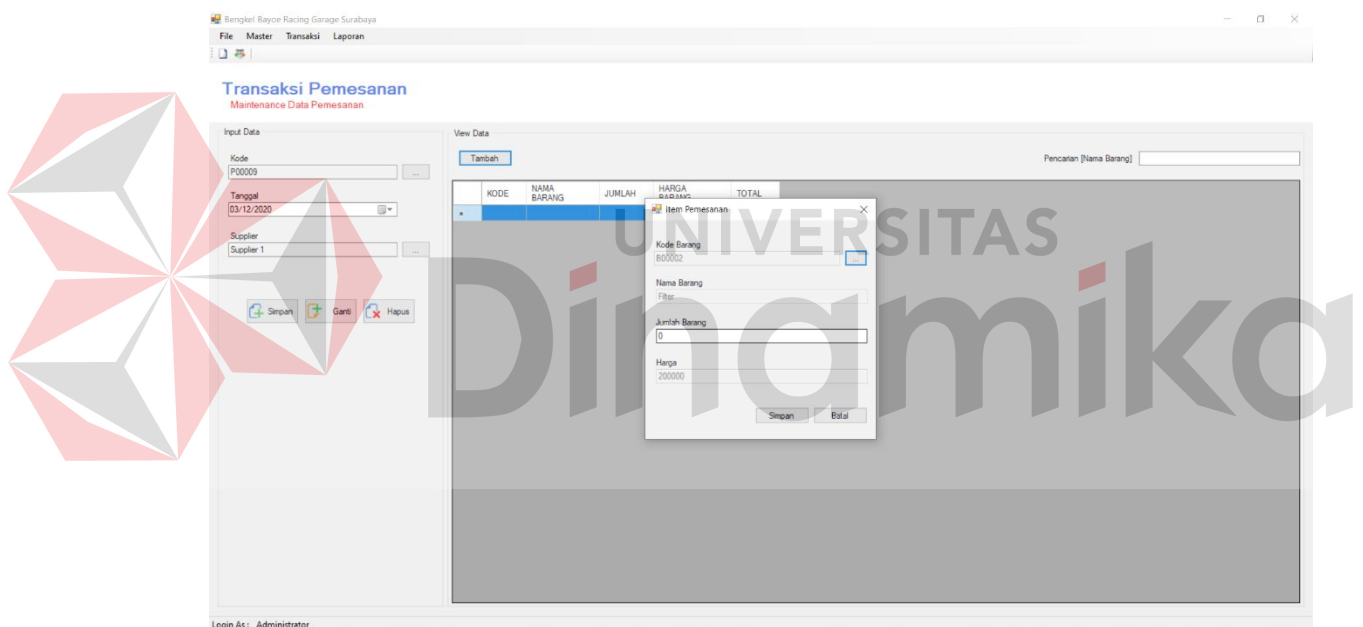 Bengkel Bayoe Racing Garage Surabaya
File Master Transaksi Laporan
Transaksi Pemesanan
Maintenance Data Pemesanan
Input Data
Kode
P00009
...
Tanggal
03/12/2020
Supplier
Supplier 1
...
Simpan Ganti Hapus
View Data
Tambah
Pencarian [Nama Barang]
KODE NAMA BARANG JUMLAH HARGA BARANG TOTAL
Item Pemesanan
Kode Barang
B00002
...
Nama Barang
Filter
Jumlah Barang
0
Harga
200000
Simpan Batal
Login As : Administrator
UNIVERSITAS
Dinamika